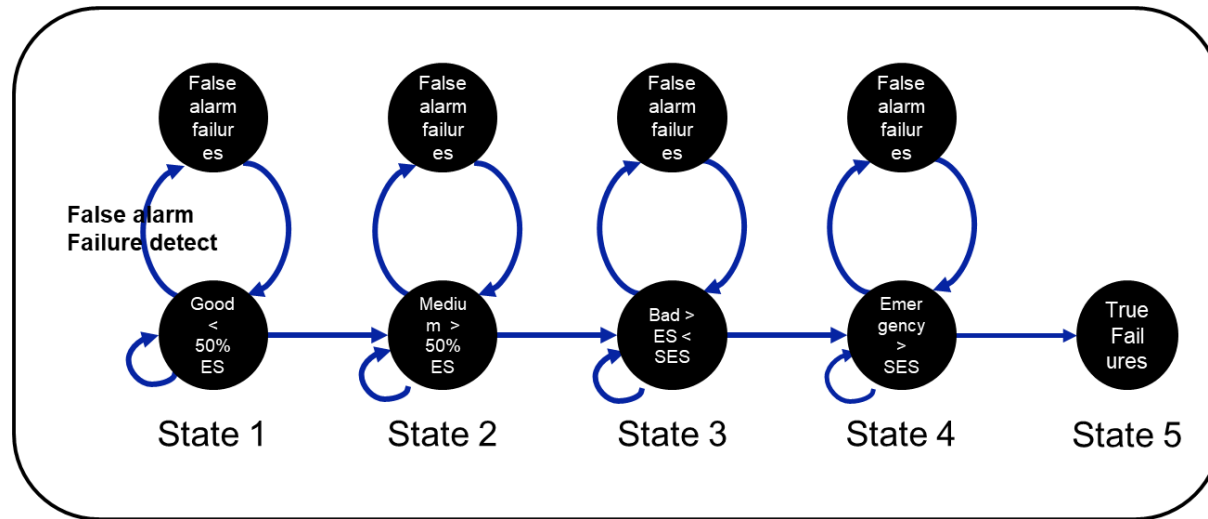 False
alarm
failur
es
False
alarm
failur
es
False
alarm
failur
es
False
alarm
failur
es
False alarm
Failure detect
Good
<
50%
ES
Mediu
m >
50%
ES
Bad >
ES <
SES
Emer
gency
>
SES
True
Fail
ures
State 1
State 2
State 3
State 4
State 5